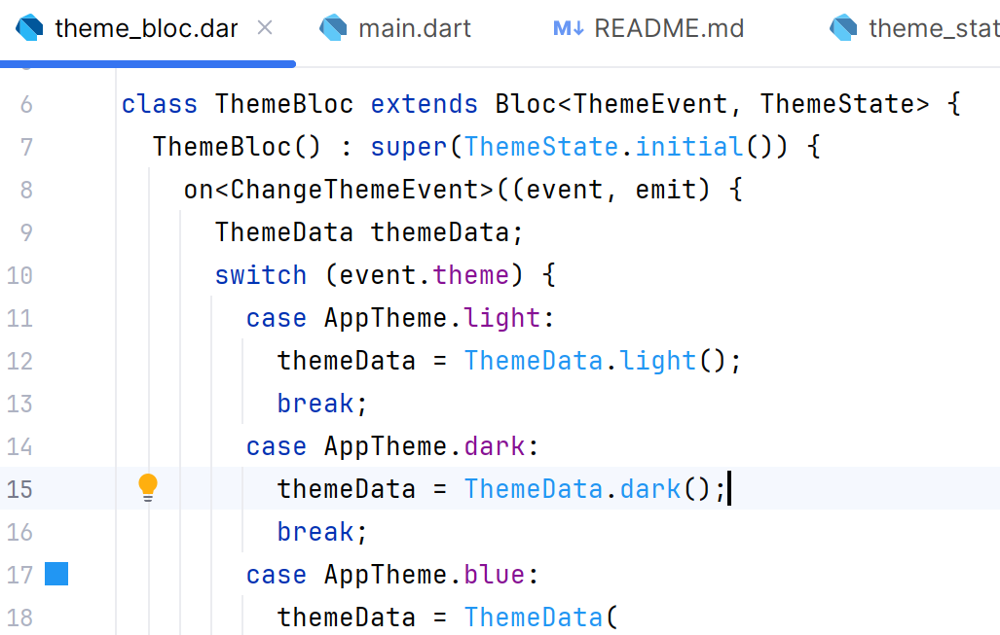 theme_bloc.dar
main.dart
M↓ README.md
theme_stat
6 class ThemeBloc extends Bloc<ThemeEvent, ThemeState> {
7 ThemeBloc() : super(ThemeState.initial()) {
8 on<ChangeThemeEvent>((event, emit) {
9 ThemeData themeData;
10 switch (event.theme) {
11 case AppTheme.light:
12 themeData = ThemeData.light();
13 break;
14 case AppTheme.dark:
15 themeData = ThemeData.dark();
16 break;
17 case AppTheme.blue:
18 themeData = ThemeData(